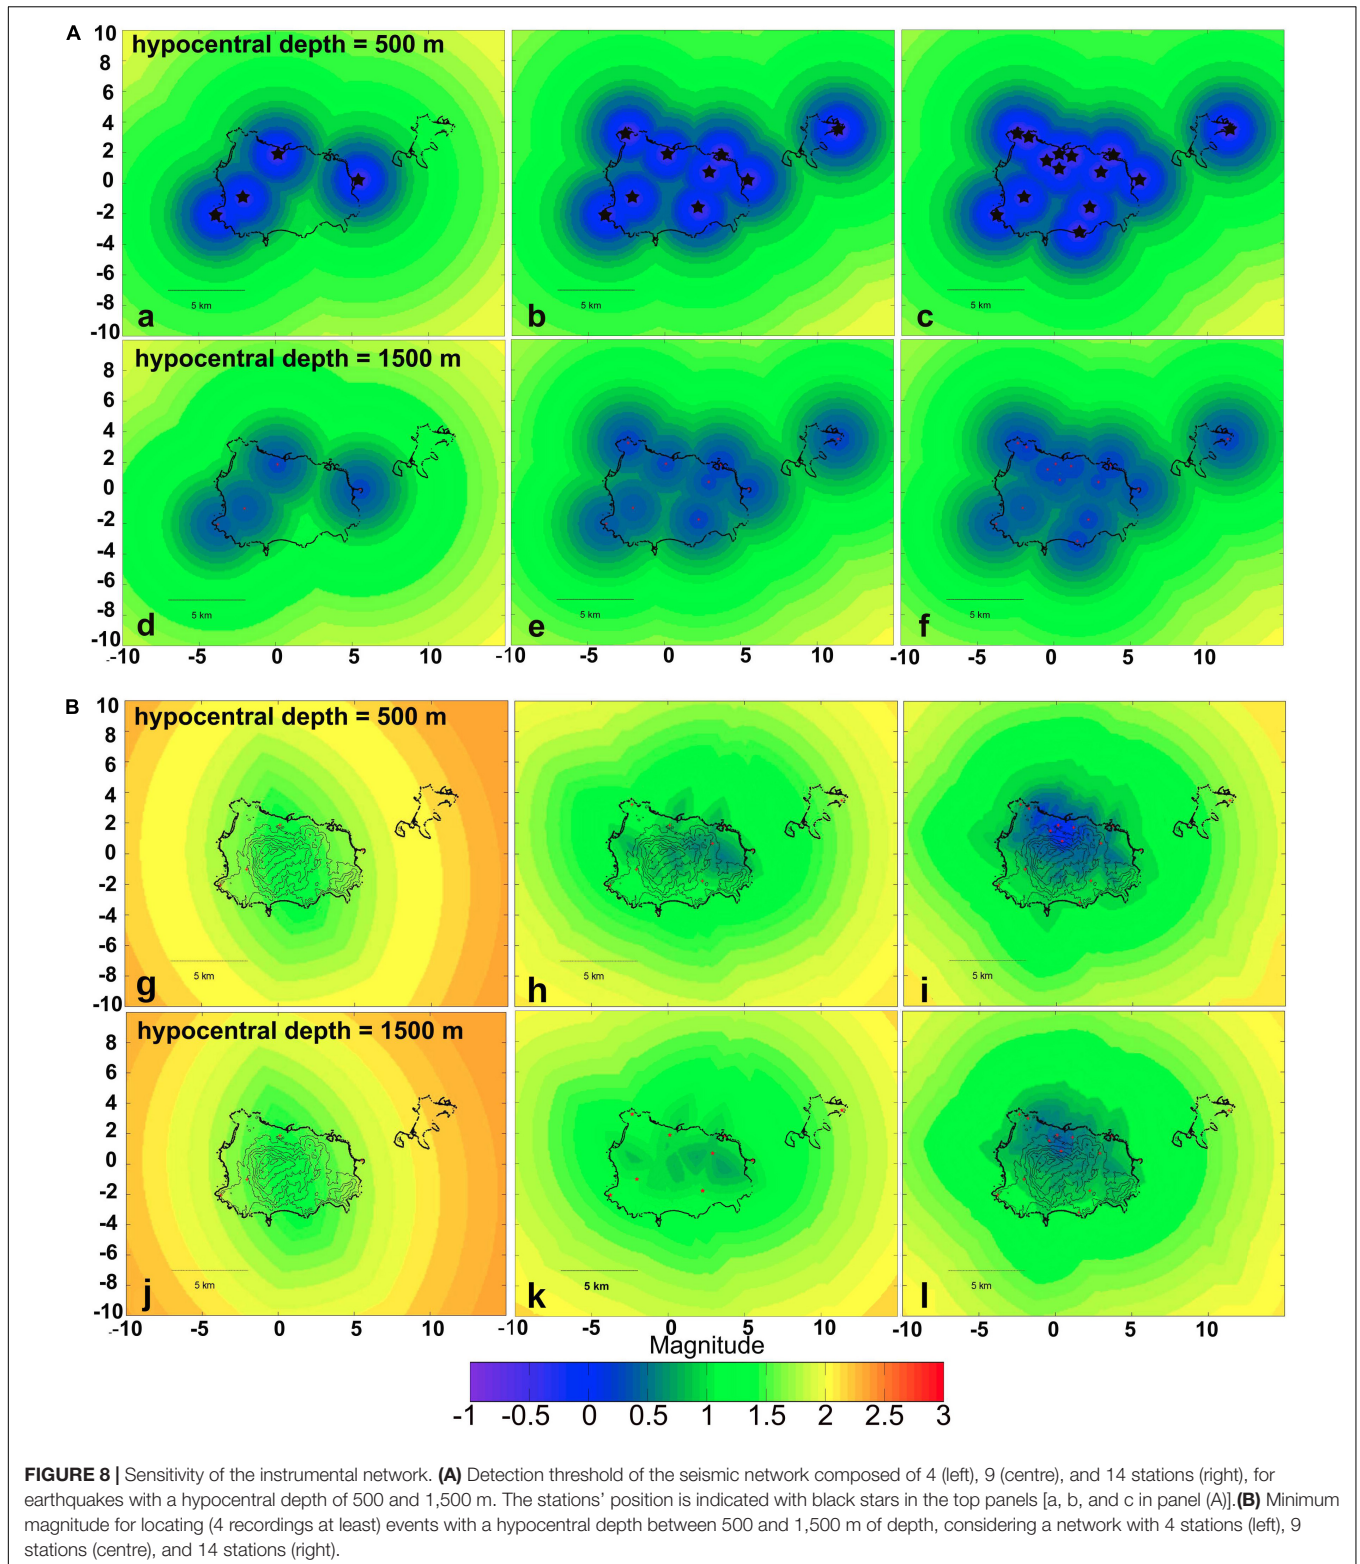 A
hypocentral depth = 500 m
10
8
6
4
2
0
-2
-4
-6
-8
-10
5 km
5 km
5 km
a
b
c
hypocentral depth = 1500 m
8
6
4
2
0
-2
-4
-6
-8
-10
5 km
5 km
5 km
d
e
f
-10 -5 0 5 10
-10 -5 0 5 10
-10 -5 0 5 10
B
hypocentral depth = 500 m
10
8
6
4
2
0
-2
-4
-6
-8
-10
5 km
5 km
5 km
g
h
i
hypocentral depth = 1500 m
8
6
4
2
0
-2
-4
-6
-8
-10
5 km
5 km
5 km
j
k
l
-10 -5 0 5 10
-10 -5 0 5 10
-10 -5 0 5 10
Magnitude
-1 -0.5 0 0.5 1 1.5 2 2.5 3
FIGURE 8 | Sensitivity of the instrumental network. (A) Detection threshold of the seismic network composed of 4 (left), 9 (centre), and 14 stations (right), for
earthquakes with a hypocentral depth of 500 and 1,500 m. The stations' position is indicated with black stars in the top panels [a, b, and c in panel (A)].(B) Minimum
magnitude for locating (4 recordings at least) events with a hypocentral depth between 500 and 1,500 m of depth, considering a network with 4 stations (left), 9
stations (centre), and 14 stations (right).